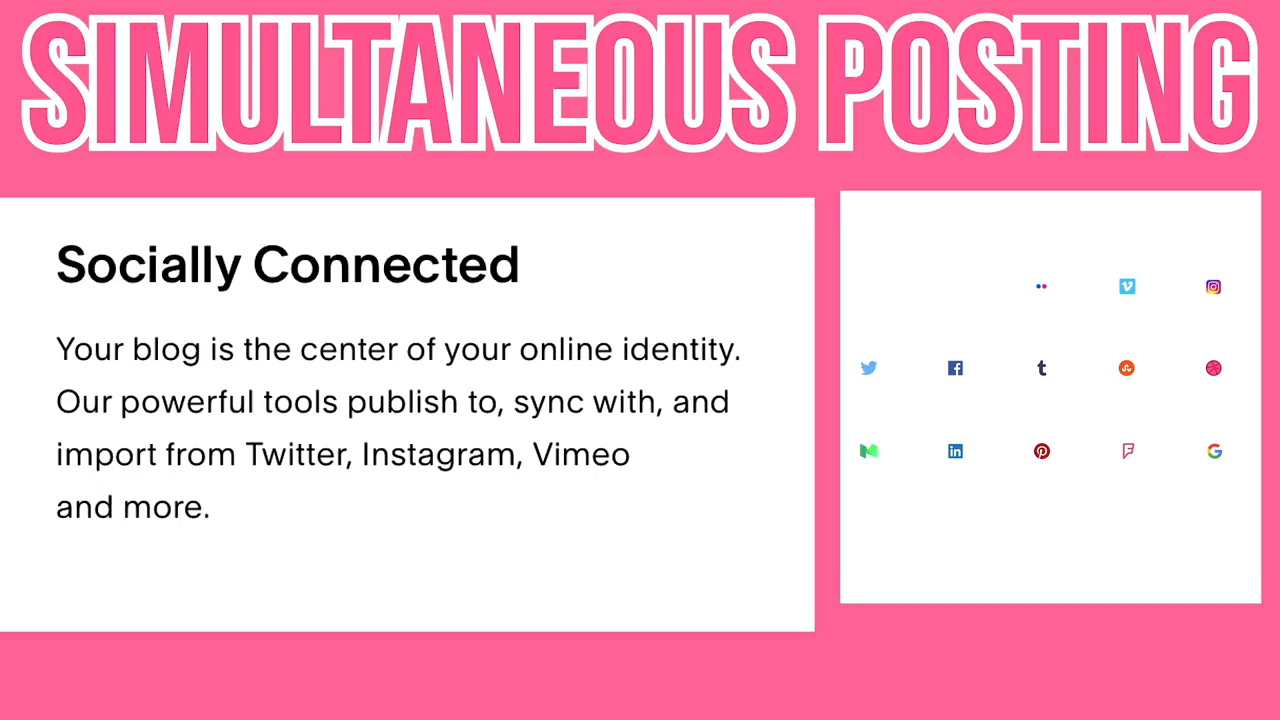 SIMULTANEOUS POSTING
Socially Connected
Your blog is the center of your online identity.
Our powerful tools publish to, sync with, and
import from Twitter, Instagram, Vimeo
and more.